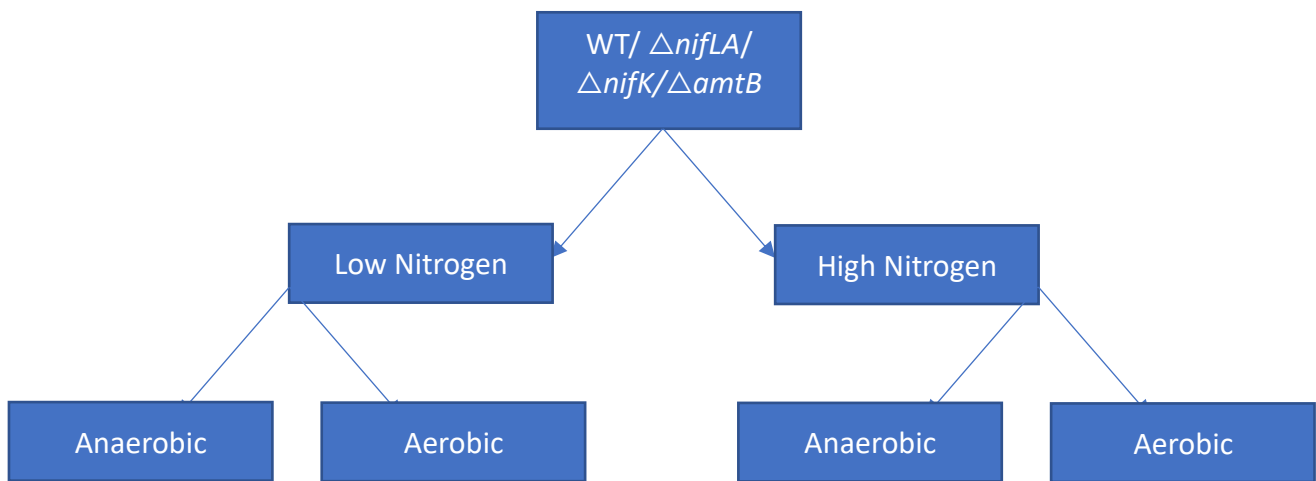 WT/ △nifLA/
△nifK/△amtB
Low Nitrogen
High Nitrogen
Anaerobic
Aerobic
Anaerobic
Aerobic